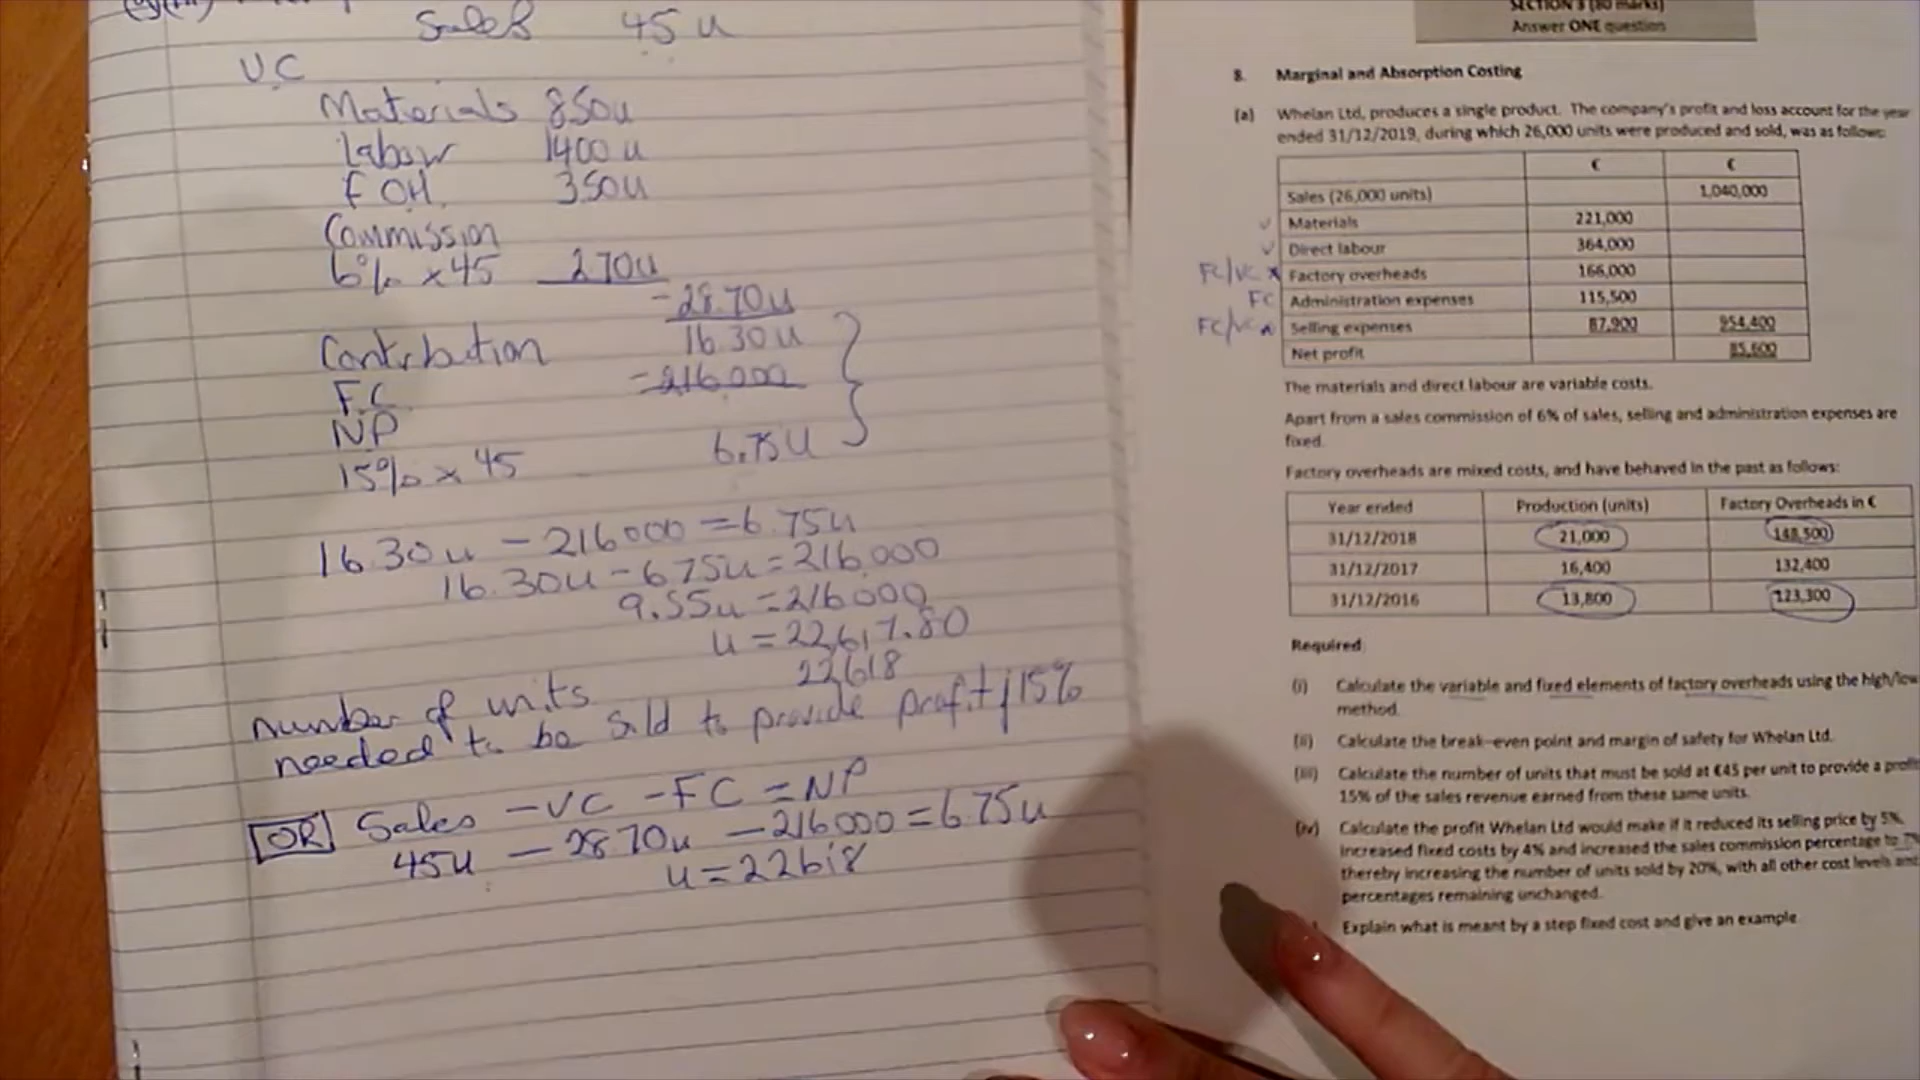 Sales 45u
VC
Materials 850u
Labour 1400u
FOH 350u
Commission
6% x 45 270u
-28.70u
Contribution 16.30u
F.C -216000
NP
15% x 45 6.75u
16.30u - 216000 = 6.75u
16.30u - 6.75u = 216.000
9.55u = 216000
u = 22,617.80
22618
number of units
needed to be sold to provide profit 15%
OR Sales - VC - FC = NP
45u - 2870u - 216000 = 675u
u = 22618
SECTION 3 (80 marks)
Answer ONE question
8. Marginal and Absorption Costing
(a) Whelan Ltd, produces a single product. The company's profit and loss account for the year
ended 31/12/2019, during which 26,000 units were produced and sold, was as follows:
€ €
Sales (26,000 units) 1,040,000
Materials 221,000
Direct labour 364,000
FC/VC Factory overheads 166,000
FC Administration expenses 115,500
FC/VC Selling expenses 87,900 954,400
Net profit 85,600
The materials and direct labour are variable costs.
Apart from a sales commission of 6% of sales, selling and administration expenses are
fixed.
Factory overheads are mixed costs, and have behaved in the past as follows:
Year ended Production (units) Factory Overheads in €
31/12/2018 21,000 148,500
31/12/2017 16,400 132,400
31/12/2016 13,800 123,300
Required
(i) Calculate the variable and fixed elements of factory overheads using the high/low
method.
(ii) Calculate the break-even point and margin of safety for Whelan Ltd.
(iii) Calculate the number of units that must be sold at €45 per unit to provide a profit
15% of the sales revenue earned from these same units.
(iv) Calculate the profit Whelan Ltd would make if it reduced its selling price by 5%,
increased fixed costs by 4% and increased the sales commission percentage to 7%
thereby increasing the number of units sold by 20%, with all other cost levels and
percentages remaining unchanged.
Explain what is meant by a step fixed cost and give an example